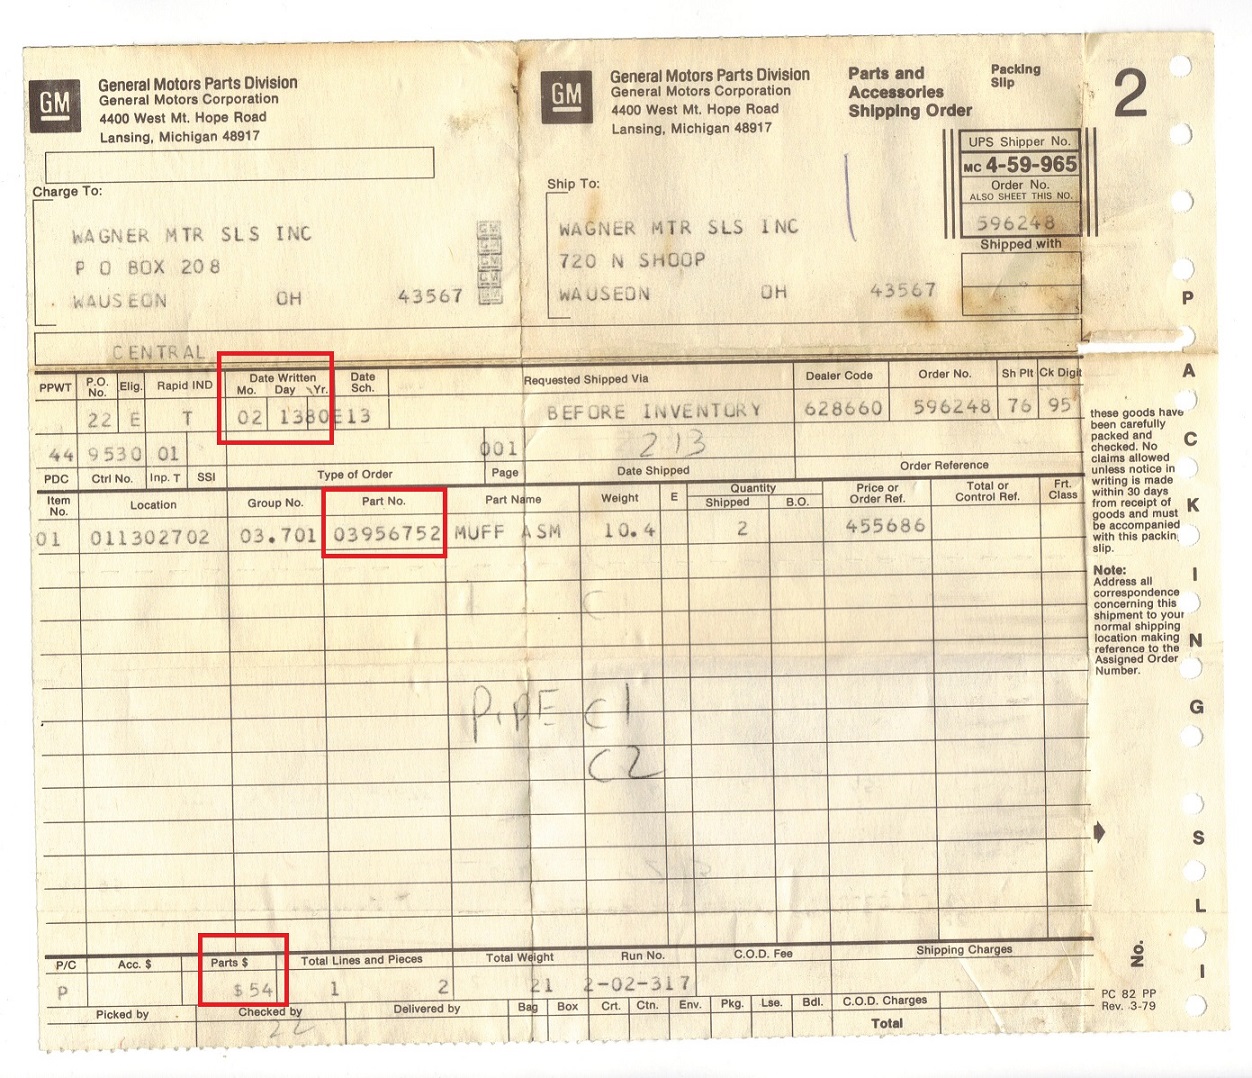 GM
General Motors Parts Division
General Motors Corporation
4400 West Mt. Hope Road
Lansing, Michigan 48917
Charge To:
WAGNER MTR SLS INC
P O BOX 208
WAUSEON OH 43567
GM
General Motors Parts Division
General Motors Corporation
4400 West Mt. Hope Road
Lansing, Michigan 48917
Ship To:
WAGNER MTR SLS INC
720 N SHOOP
WAUSEON OH 43567
Parts and
Accessories
Shipping Order
Packing
Slip
2
UPS Shipper No.
MC 4-59-965
Order No.
ALSO SHEET THIS NO.
596248
Shipped with
CENTRAL
PPWT P.O. No. Elig. Rapid IND Date Written Mo. Day Yr. Date Sch. Requested Shipped Via Dealer Code Order No. Sh Plt Ck Digit
22 E T 02 1380E13 BEFORE INVENTORY 628660 596248 76 95
44 9530 01 001 213
PDC Ctrl No. Inp. T SSI Type of Order Page Date Shipped Order Reference
Item No. Location Group No. Part No. Part Name Weight E Quantity Shipped B.O. Price or Order Ref. Total or Control Ref. Frt. Class
01 011302702 03.701 03956752 MUFF ASM 10.4 2 455686
C
PIPE C1
C2
P/C Acc. $ Parts $ Total Lines and Pieces Total Weight Run No. C.O.D. Fee Shipping Charges
P $54 1 2 21 2-02-317
Picked by Checked by Delivered by Bag Box Crt. Ctn. Env. Pkg. Lse. Bdl. C.O.D. Charges
22
Total
these goods have
been carefully
packed and
checked. No
claims allowed
unless notice in
writing is made
within 30 days
from receipt of
goods and must
be accompanied
with this packing
slip.
Note:
Address all
correspondence
concerning this
shipment to your
normal shipping
location making
reference to the
Assigned Order
Number.
PACKING SLI
No.
PC 82 PP
Rev. 3-79